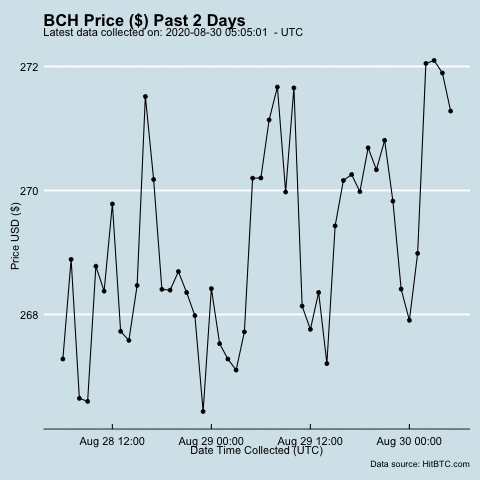 BCH Price ($) Past 2 Days
Latest data collected on: 2020-08-30 05:05:01 - UTC
272
270
268
Price USD ($)
Aug 28 12:00 Aug 29 00:00 Aug 29 12:00 Aug 30 00:00
Date Time Collected (UTC)
Data source: HitBTC.com